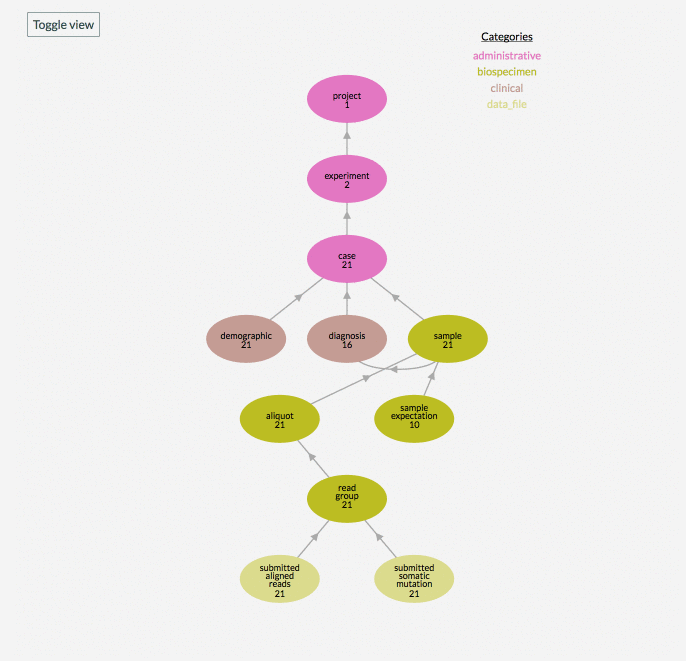 Toggle view
Categories
administrative
biospecimen
clinical
data_file
project
1
experiment
2
case
21
demographic
21
diagnosis
16
sample
21
aliquot
21
sample
expectation
10
read
group
21
submitted
aligned
reads
21
submitted
somatic
mutation
21